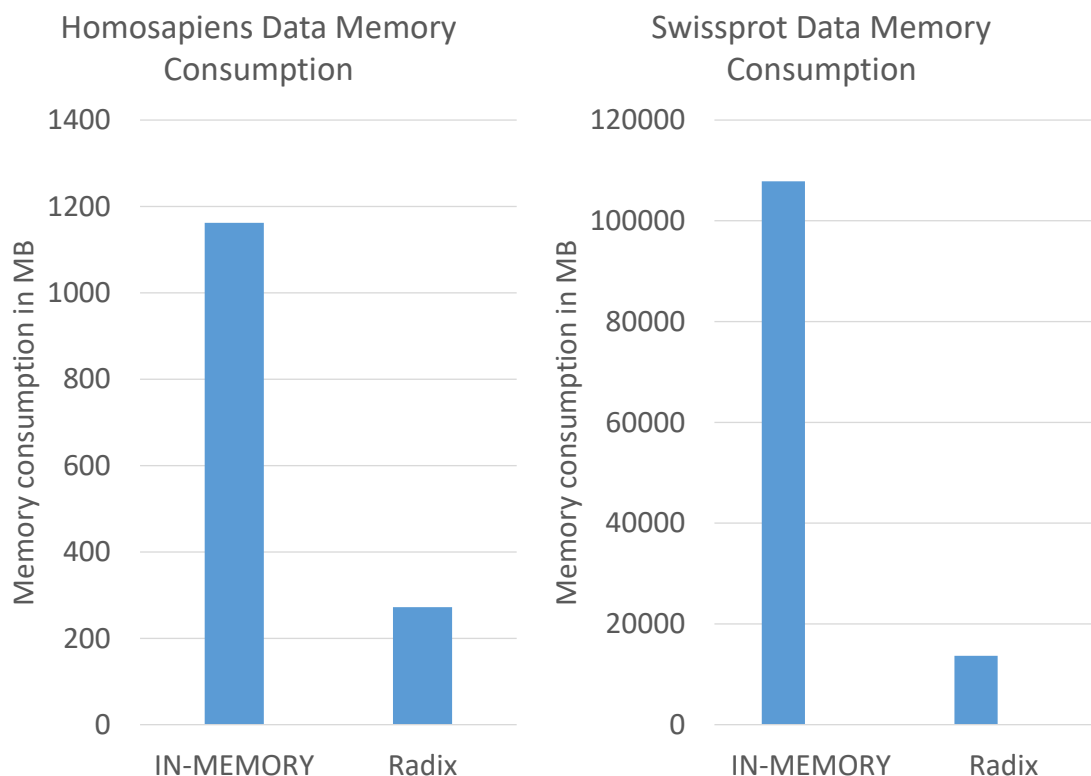 Homosapiens Data Memory
Consumption
Memory consumption in MB
1400
1200
1000
800
600
400
200
0
IN-MEMORY Radix
Swissprot Data Memory
Consumption
Memory consumption in MB
120000
100000
80000
60000
40000
20000
0
IN-MEMORY Radix